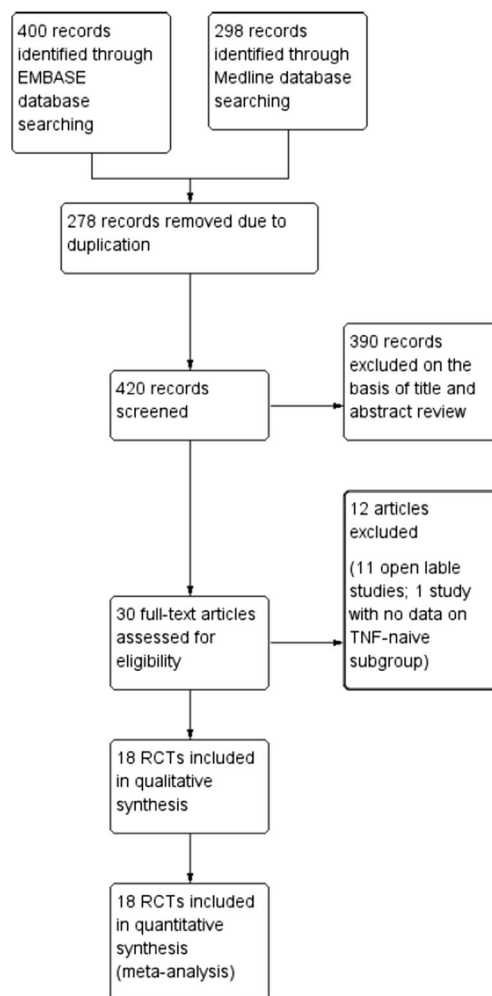 400 records
identified through
EMBASE
database
searching
298 records
identified through
Medline database
searching
278 records removed due to
duplication
420 records
screened
390 records
excluded on the
basis of title and
abstract review
30 full-text articles
assessed for
eligibility
12 articles
excluded
(11 open lable
studies; 1 study
with no data on
TNF-naive
subgroup)
18 RCTs included
in qualitative
synthesis
18 RCTs included
in quantitative
synthesis
(meta-analysis)